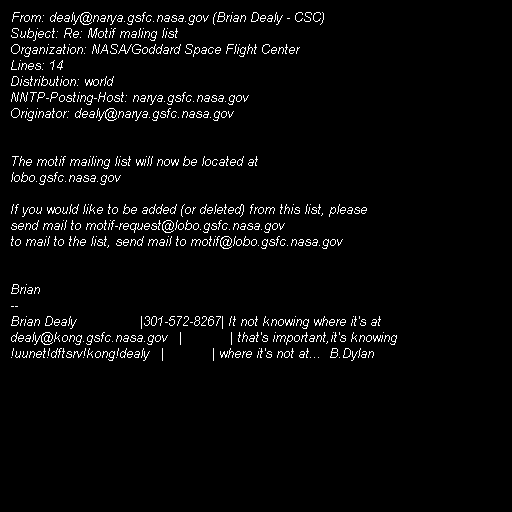 From: dealy@narya.gsfc.nasa.gov (Brian Dealy - CSC)
Subject: Re: Motif maling list
Organization: NASA/Goddard Space Flight Center
Lines: 14
Distribution: world
NNTP-Posting-Host: narya.gsfc.nasa.gov
Originator: dealy@narya.gsfc.nasa.gov

The motif mailing list will now be located at
lobo.gsfc.nasa.gov

If you would like to be added (or deleted) from this list, please
send mail to motif-request@lobo.gsfc.nasa.gov
to mail to the list, send mail to motif@lobo.gsfc.nasa.gov

Brian
--
Brian Dealy |301-572-8267| It not knowing where it's at
dealy@kong.gsfc.nasa.gov | | that's important,it's knowing
!uunet!dftsrv!kong!dealy | | where it's not at... B.Dylan